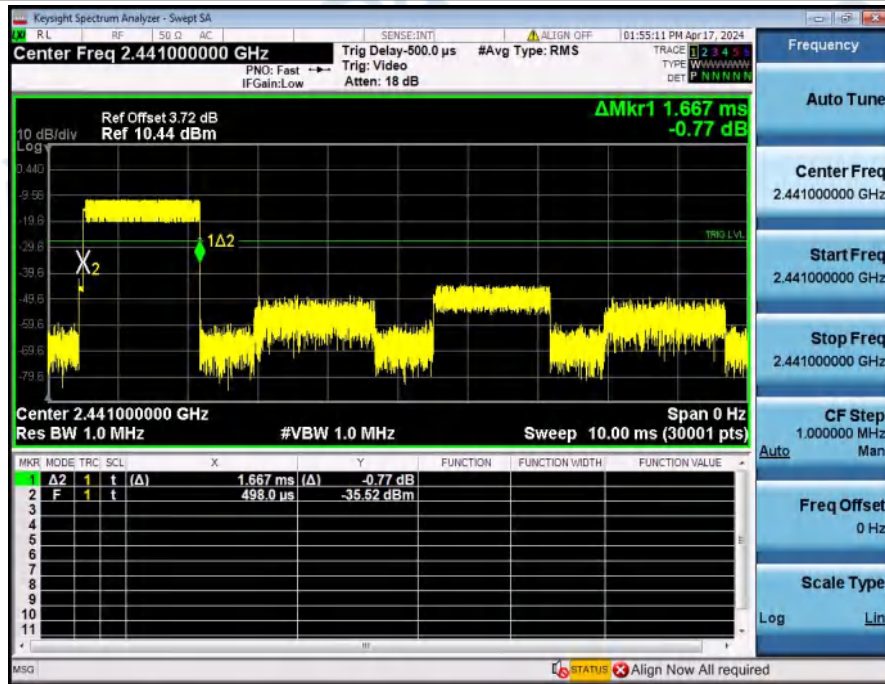 Keysight Spectrum Analyzer - Swept SA
RL RF 50 Ω AC SENSE:INT ALIGN OFF 01:55:11 PM Apr 17, 2024
Center Freq 2.441000000 GHz
PNO: Fast
IFGain:Low
Trig Delay-500.0 µs
Trig: Video
Atten: 18 dB
#Avg Type: RMS
TRACE 1 2 3 4 5 6
TYPE WWWWWW
DET P N N N N N
Frequency
Auto Tune
Center Freq
2.441000000 GHz
Start Freq
2.441000000 GHz
Stop Freq
2.441000000 GHz
CF Step
1.000000 MHz
Auto Man
Freq Offset
0 Hz
Scale Type
Log Lin
ΔMkr1 1.667 ms
-0.77 dB
Ref Offset 3.72 dB
10 dB/div Ref 10.44 dBm
Log
0.440
-9.56
-19.6
-29.6
-39.6
-49.6
-59.6
-69.6
-79.6
TRIG LVL
1Δ2
X2
Center 2.441000000 GHz Span 0 Hz
Res BW 1.0 MHz #VBW 1.0 MHz Sweep 10.00 ms (30001 pts)
MKR MODE TRC SCL X Y FUNCTION FUNCTION WIDTH FUNCTION VALUE
1 Δ2 1 t (Δ) 1.667 ms (Δ) -0.77 dB
2 F 1 t 498.0 µs -35.52 dBm
3
4
5
6
7
8
9
10
11
MSG STATUS Align Now All required